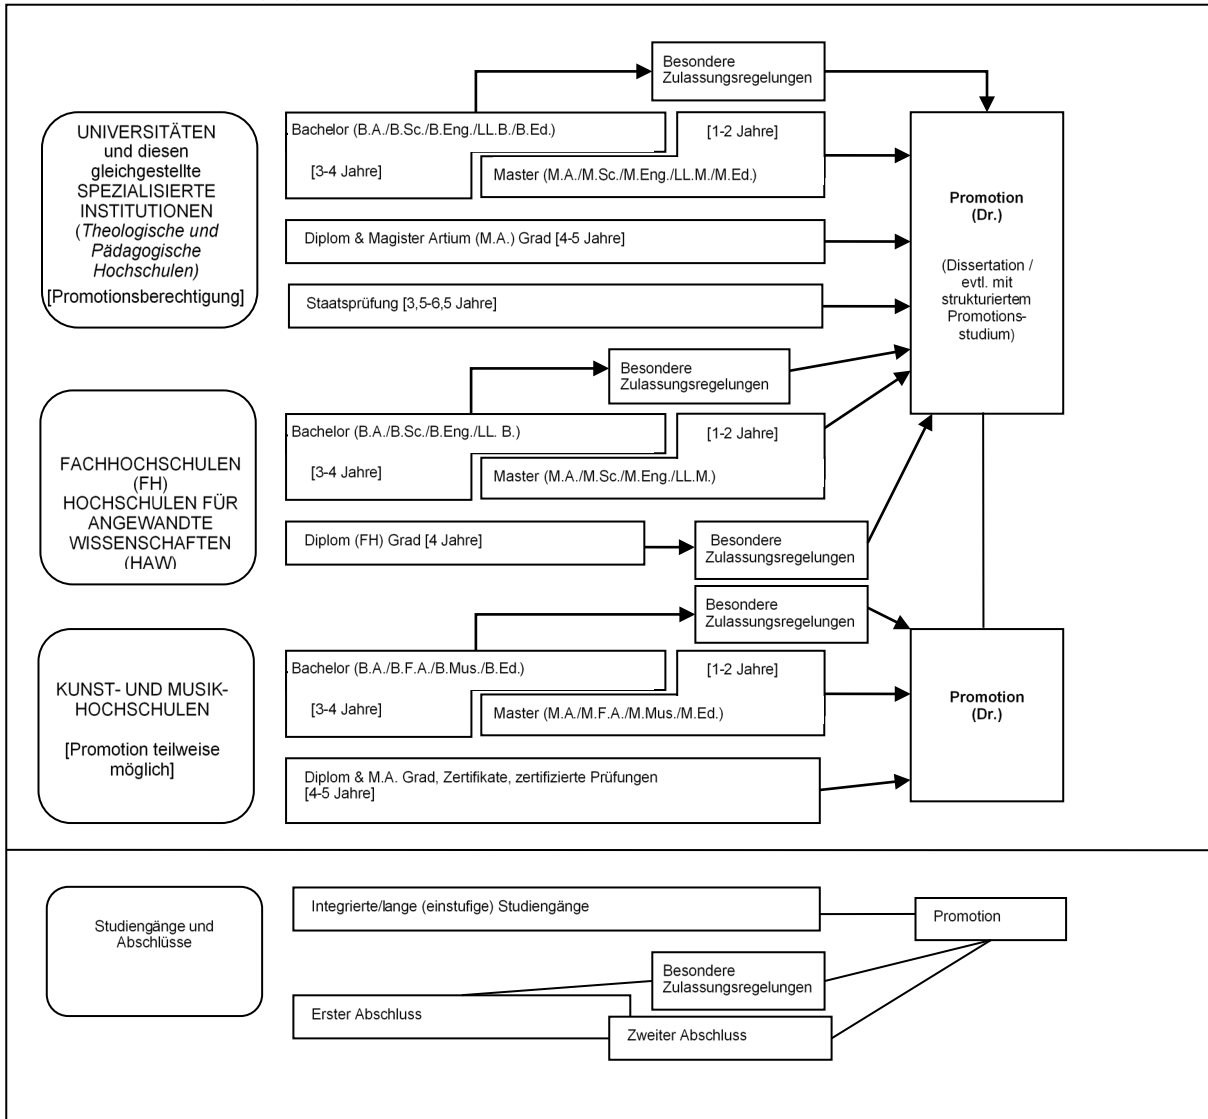 Besondere
Zulassungsregelungen
UNIVERSITÄTEN
und diesen
gleichgestellte
SPEZIALISIERTE
INSTITUTIONEN
(Theologische und
Pädagogische
Hochschulen)
[Promotionsberechtigung]
. Bachelor (B.A./B.Sc./B.Eng./LL.B./B.Ed.)
[3-4 Jahre]
[1-2 Jahre]
Master (M.A./M.Sc./M.Eng./LL.M./M.Ed.)
Diplom & Magister Artium (M.A.) Grad [4-5 Jahre]
Staatsprüfung [3,5-6,5 Jahre]
Promotion
(Dr.)
(Dissertation /
evtl. mit
strukturiertem
Promotions-
studium)
Besondere
Zulassungsregelungen
FACHHOCHSCHULEN
(FH)
HOCHSCHULEN FÜR
ANGEWANDTE
WISSENSCHAFTEN
(HAW)
. Bachelor (B.A./B.Sc./B.Eng./LL. B.)
[3-4 Jahre]
[1-2 Jahre]
Master (M.A./M.Sc./M.Eng./LL.M.)
Diplom (FH) Grad [4 Jahre]
Besondere
Zulassungsregelungen
Besondere
Zulassungsregelungen
KUNST- UND MUSIK-
HOCHSCHULEN
[Promotion teilweise
möglich]
. Bachelor (B.A./B.F.A./B.Mus./B.Ed.)
[3-4 Jahre]
[1-2 Jahre]
Master (M.A./M.F.A./M.Mus./M.Ed.)
Diplom & M.A. Grad, Zertifikate, zertifizierte Prüfungen
[4-5 Jahre]
Promotion
(Dr.)
Studiengänge und
Abschlüsse
Integrierte/lange (einstufige) Studiengänge
Promotion
Besondere
Zulassungsregelungen
Erster Abschluss
Zweiter Abschluss